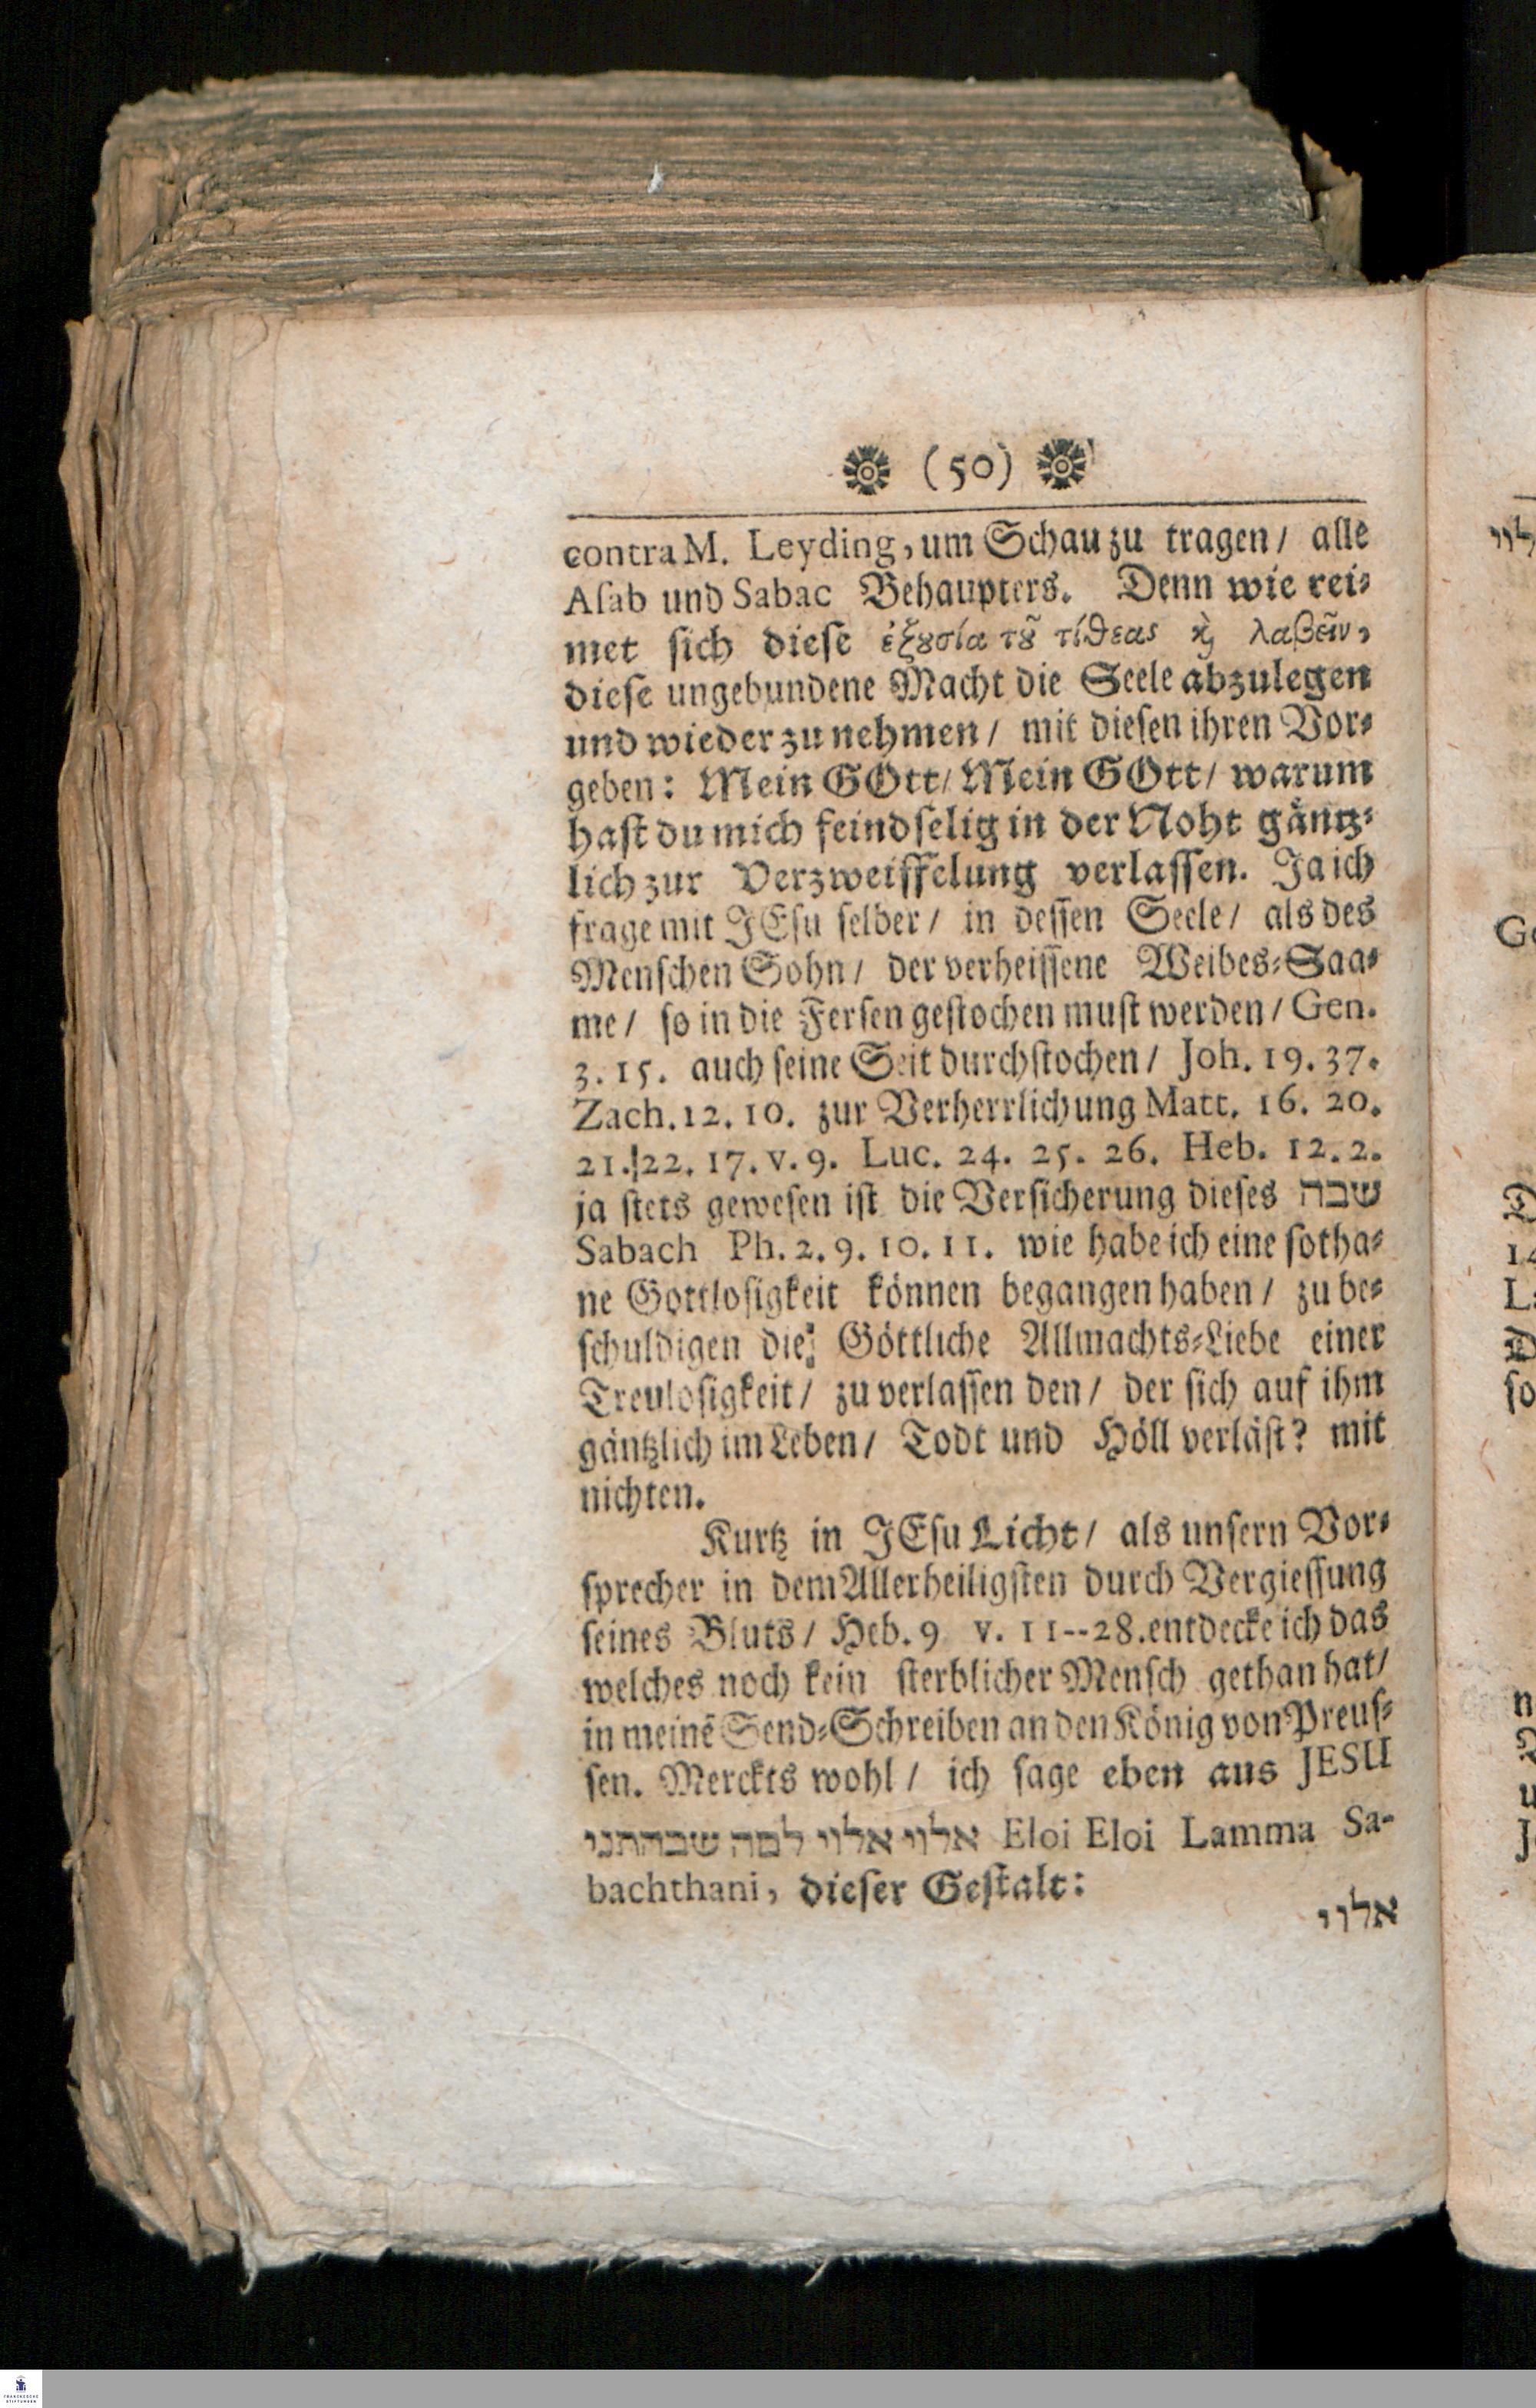 (50)
contra M. Leyding, um Schau zu tragen / alle
Asab und Sabac Behaupters. Denn wie rei-
met sich diese ἐξουσία τοῦ τίθεας καὶ λαβεῖν,
diese ungebundene Macht die Seele abzulegen
und wieder zu nehmen / mit diesen ihren Vor-
geben: Mein GOtt / Mein GOtt / warum
hast du mich feindselig in der Noht gäntz-
lich zur Verzweiffelung verlassen. Ja ich
frage mit JEsu selber / in dessen Seele / als des
Menschen Sohn / der verheissene Weibes-Saa-
me / so in die Fersen gestochen must werden / Gen.
3. 15. auch seine Seit durchstochen / Joh. 19. 37.
Zach. 12. 10. zur Verherrlichung Matt. 16. 20.
21. 22. 17. v. 9. Luc. 24. 25. 26. Heb. 12. 2.
ja stets gewesen ist die Versicherung dieses שבח
Sabach Ph. 2. 9. 10. 11. wie habe ich eine sotha-
ne Gottlosigkeit können begangen haben / zu be-
schuldigen die Göttliche Allmachts-Liebe einer
Treulosigkeit / zu verlassen den / der sich auf ihm
gäntzlich im Leben / Todt und Höll verläst? mit
nichten.
Kurtz in JEsu Licht / als unsern Vor-
sprecher in dem Allerheiligsten durch Vergiessung
seines Bluts / Heb. 9 v. 11--28. entdecke ich das
welches noch kein sterblicher Mensch gethan hat /
in meinē Send-Schreiben an den König von Preus-
sen. Merckts wohl / ich sage eben aus JESU
אלוי אלוי למה שבחתני Eloi Eloi Lamma Sa-
bachthani, dieser Gestalt:
אלוי